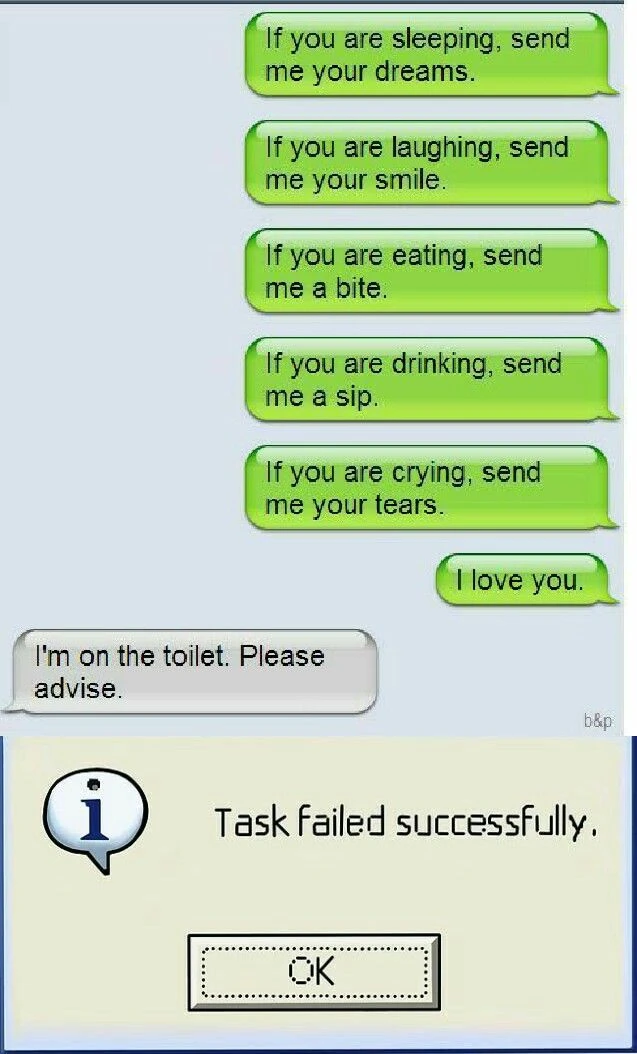 If you are sleeping, send
me your dreams.
If you are laughing, send
me your smile.
If you are eating, send
me a bite.
If you are drinking, send
me a sip.
If you are crying, send
me your tears.
I love you.
I'm on the toilet. Please
advise.
b&p
i
Task failed successfully.
OK